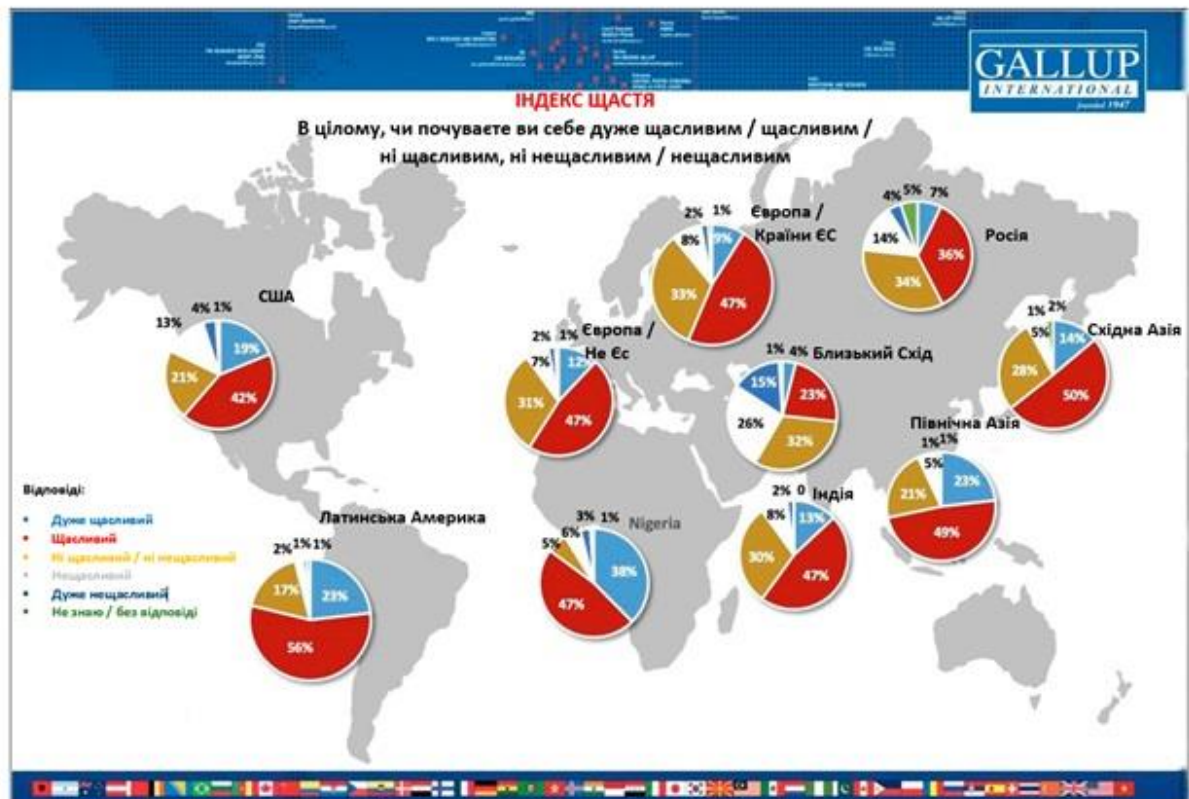 GALLUP
INTERNATIONAL
founded 1947
ІНДЕКС ЩАСТЯ
В цілому, чи почуваєте ви себе дуже щасливим / щасливим /
ні щасливим, ні нещасливим / нещасливим
США
13%
4%
1%
19%
42%
21%
Європа /
Країни ЄС
2%
1%
8%
9%
33%
47%
Росія
4%
5%
7%
14%
36%
34%
Європа /
Не Єс
2%
1%
7%
12%
31%
47%
Близький Схід
1%
4%
15%
23%
26%
32%
Східна Азія
1%
2%
5%
14%
28%
50%
Північна Азія
1%
1%
5%
23%
21%
49%
Індія
2%
0
8%
13%
30%
47%
Nigeria
3%
1%
6%
5%
38%
47%
Латинська Америка
2%
1%
1%
17%
23%
56%
Відповіді:
Дуже щасливий
Щасливий
Ні щасливий / ні нещасливий
Нещасливий
Дуже нещасливий
Не знаю / без відповіді